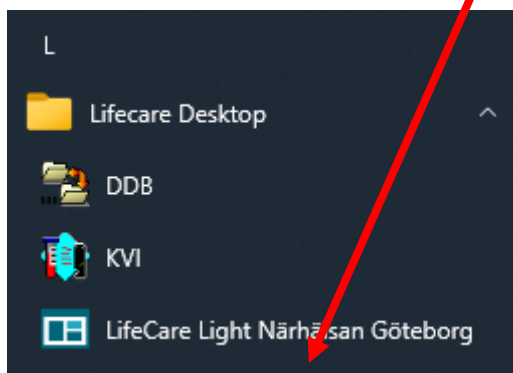 L
Lifecare Desktop
DDB
KVI
LifeCare Light Närhälsan Göteborg